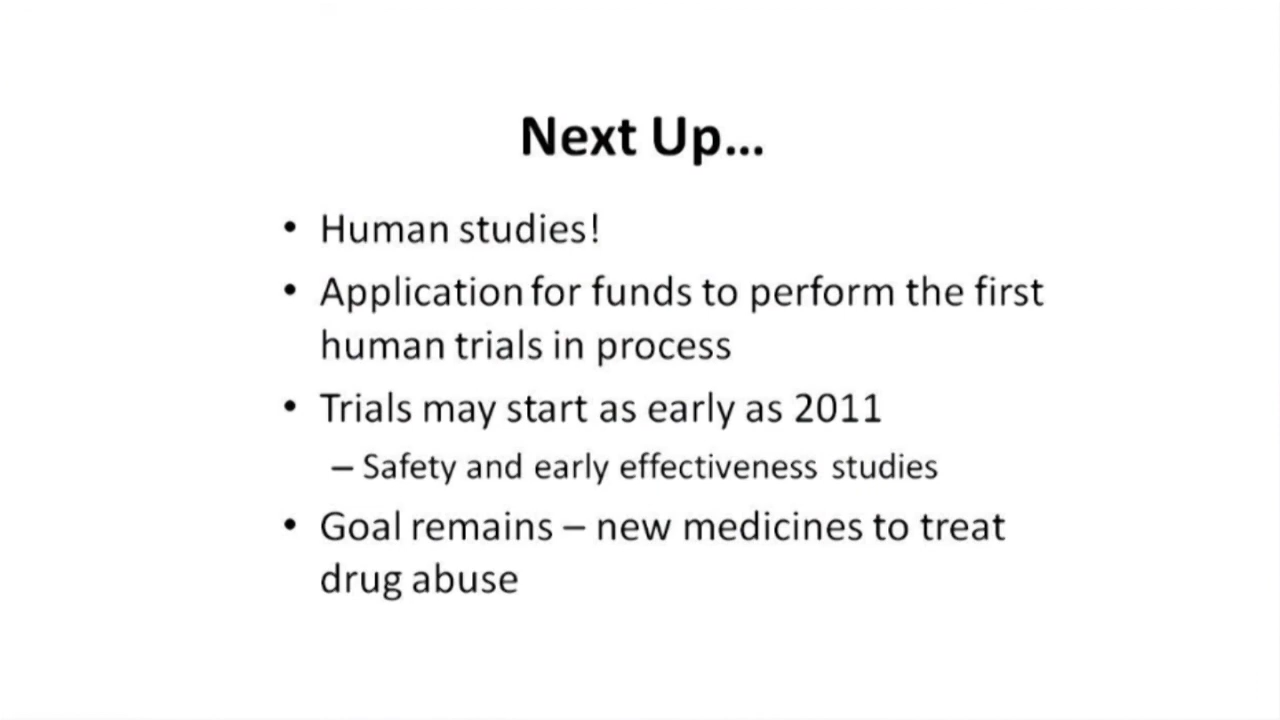 Next Up...
• Human studies!
• Application for funds to perform the first
human trials in process
• Trials may start as early as 2011
– Safety and early effectiveness studies
• Goal remains – new medicines to treat
drug abuse